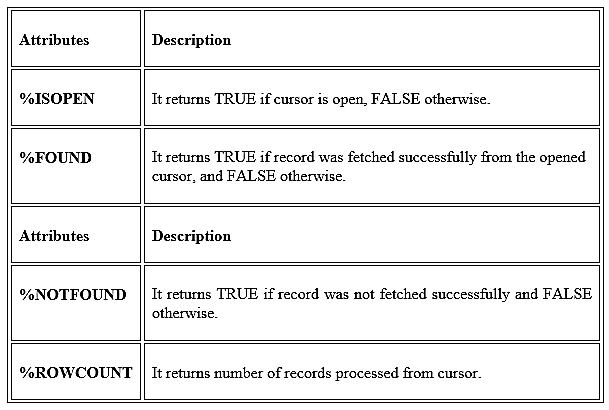 Attributes Description
%ISOPEN It returns TRUE if cursor is open, FALSE otherwise.
%FOUND It returns TRUE if record was fetched successfully from the opened
cursor, and FALSE otherwise.
Attributes Description
%NOTFOUND It returns TRUE if record was not fetched successfully and FALSE
otherwise.
%ROWCOUNT It returns number of records processed from cursor.